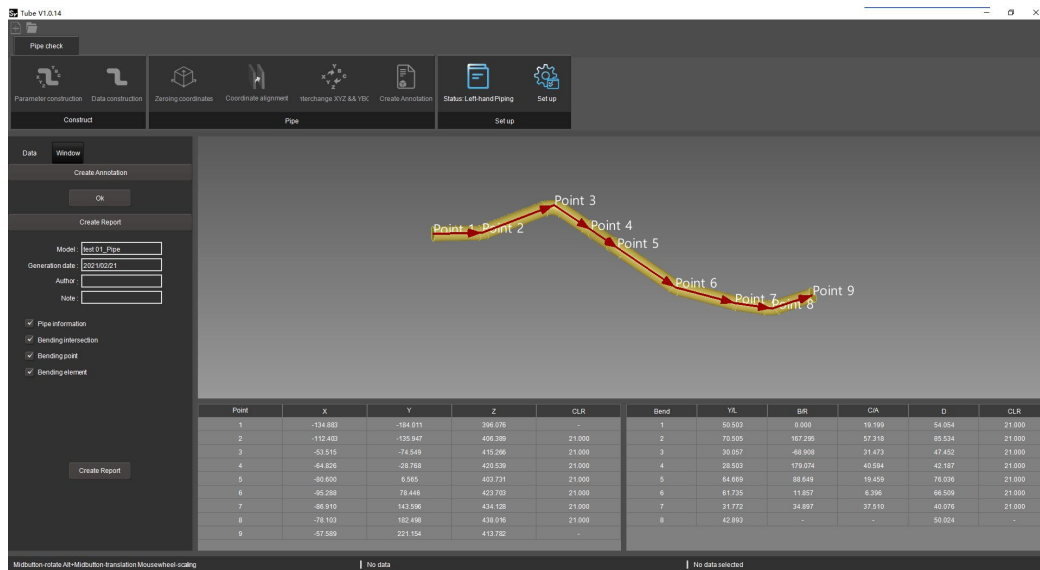 Tube V1.0.14
Pipe check
Parameter construction Data construction Zeroing coordinates Coordinate alignment nterchange XYZ && YB( Create Annotation Status: Left-hand Piping Set up
Construct Pipe Set up
Data Window
Create Annotation
Ok
Create Report
Model : test 01_Pipe
Generation date : 2021/02/21
Author :
Note :
Pipe information
Bending intersection
Bending point
Bending element
Create Report
Point 1
Point 2
Point 3
Point 4
Point 5
Point 6
Point 7
Point 8
Point 9
Point X Y Z CLR
1 -134.883 -184.011 396.076 -
2 -112.403 -135.947 406.389 21.000
3 -53.515 -74.549 415.266 21.000
4 -64.826 -28.768 420.539 21.000
5 -80.600 6.565 403.731 21.000
6 -95.288 78.446 423.703 21.000
7 -86.910 143.596 434.128 21.000
8 -78.103 182.498 438.016 21.000
9 -57.589 221.154 413.782 -
Bend Y/L B/R C/A D CLR
1 50.503 0.000 19.199 54.054 21.000
2 70.505 167.295 57.318 85.534 21.000
3 30.057 -68.908 31.473 47.452 21.000
4 28.503 179.074 40.594 42.187 21.000
5 64.669 88.649 19.459 76.036 21.000
6 61.735 11.857 6.396 66.509 21.000
7 31.772 34.897 37.510 40.076 21.000
8 42.893 - - 50.024 -
Midbutton-rotate Alt+Midbutton-translation Mousewheel-scaling No data No data selected